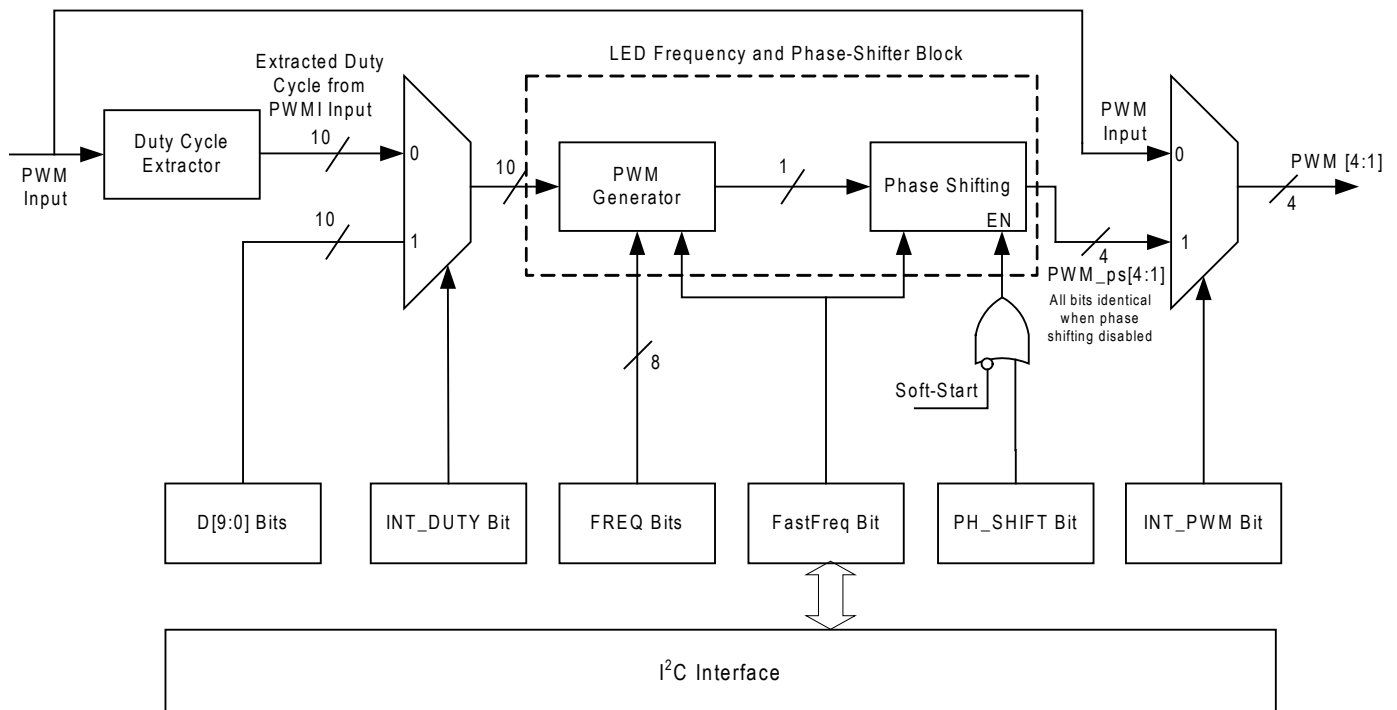 LED Frequency and Phase-Shifter Block
Extracted Duty
Cycle from
PWMI Input
PWM
Input
10
Duty Cycle
Extractor
0
10
PWM
Generator
1
Phase Shifting
EN
0
PWM [4:1]
4
PWM
Input
10
1
4
1
PWM_ps[4:1]
All bits identical
when phase
shifting disabled
8
Soft-Start
D[9:0] Bits
INT_DUTY Bit
FREQ Bits
FastFreq Bit
PH_SHIFT Bit
INT_PWM Bit
I²C Interface